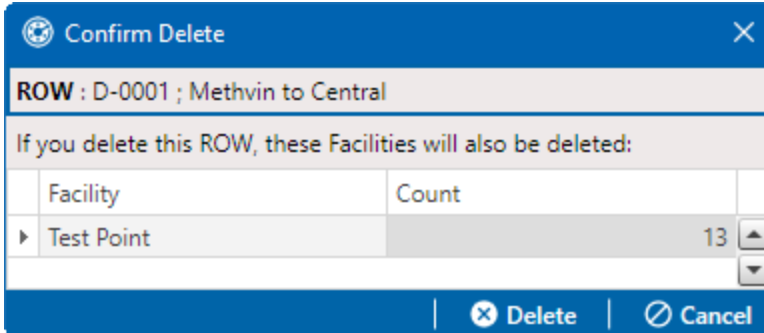 Confirm Delete
ROW : D-0001 ; Methvin to Central
If you delete this ROW, these Facilities will also be deleted:
Facility Count
Test Point 13
Delete Cancel